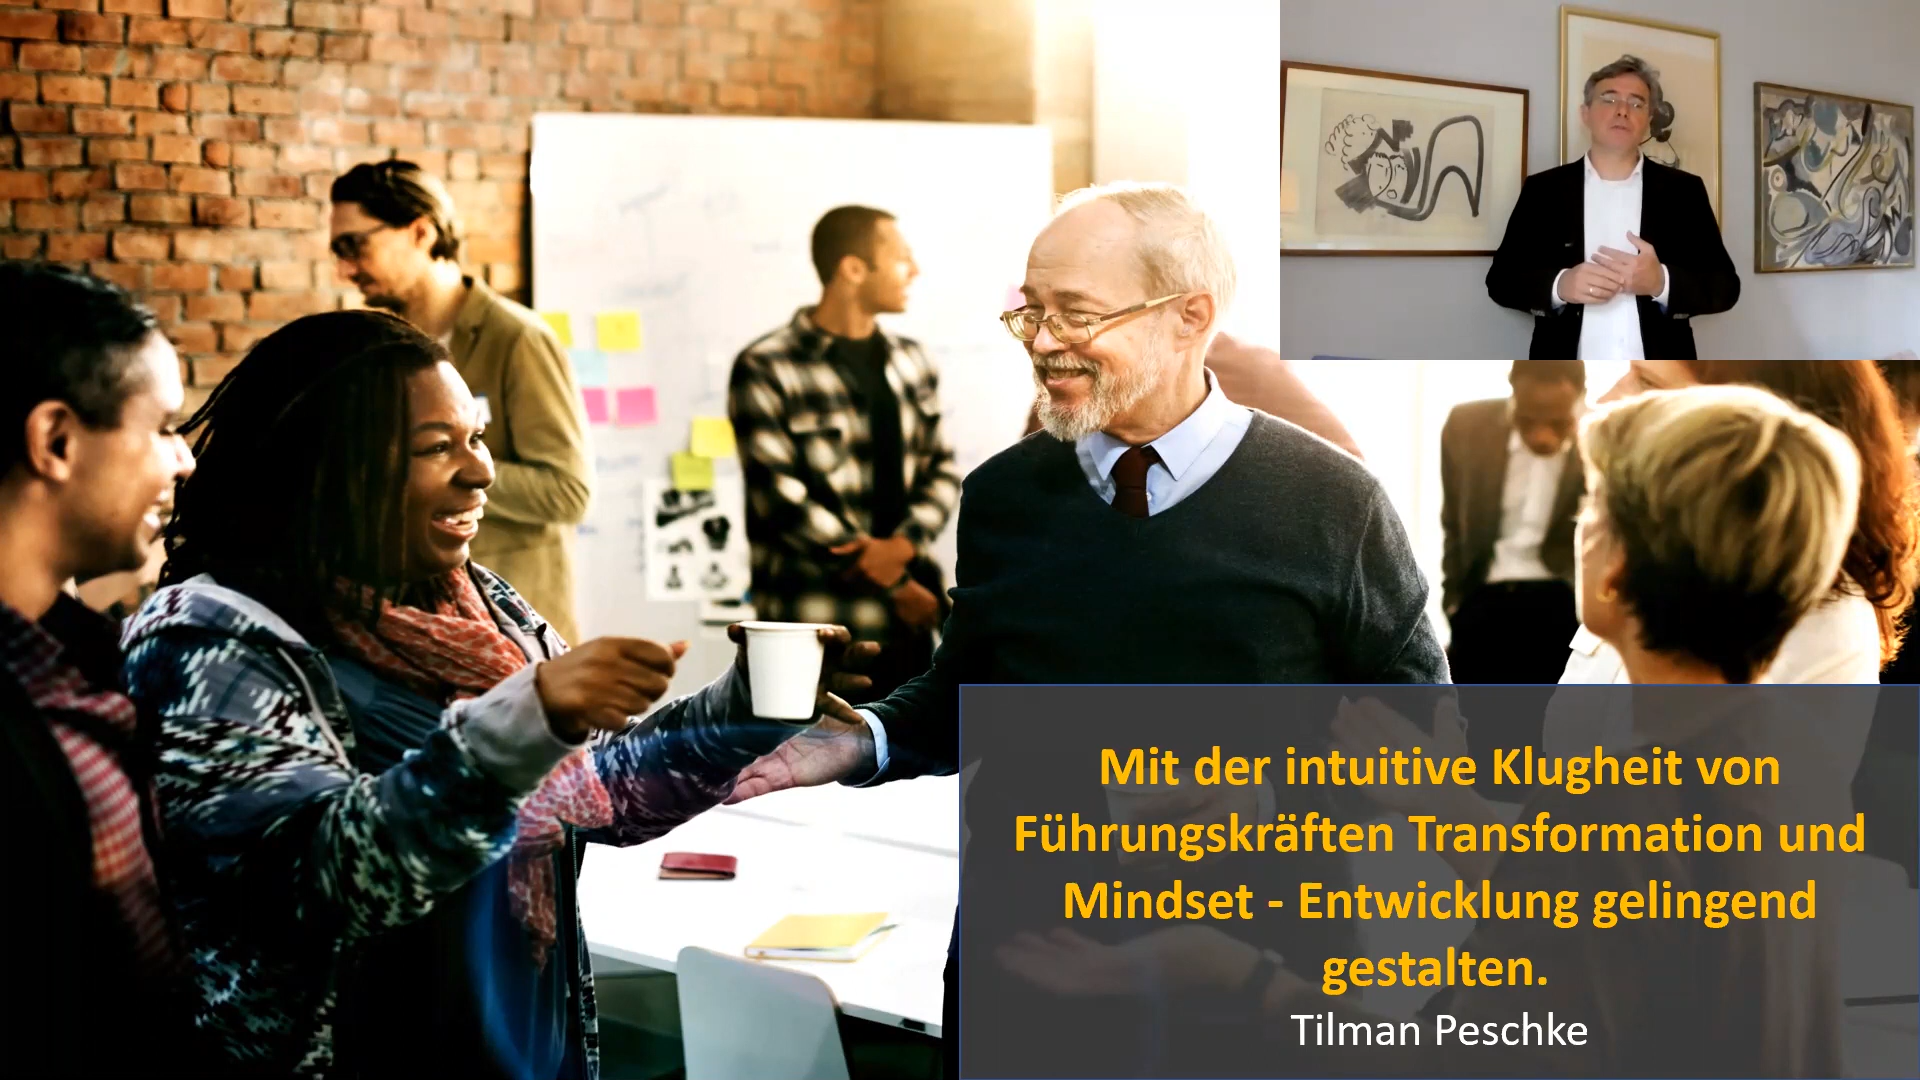 Mit der intuitive Klugheit von
Führungskräften Transformation und
Mindset - Entwicklung gelingend
gestalten.
Tilman Peschke